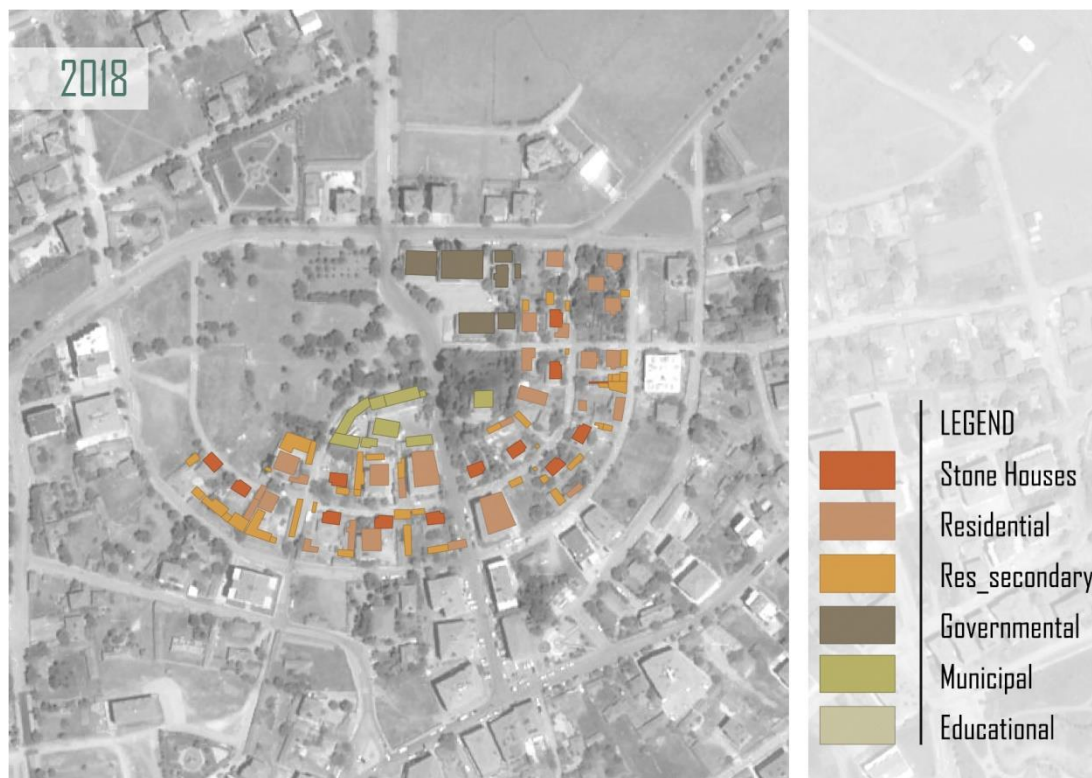 2018
LEGEND
Stone Houses
Residential
Res_secondary
Governmental
Municipal
Educational